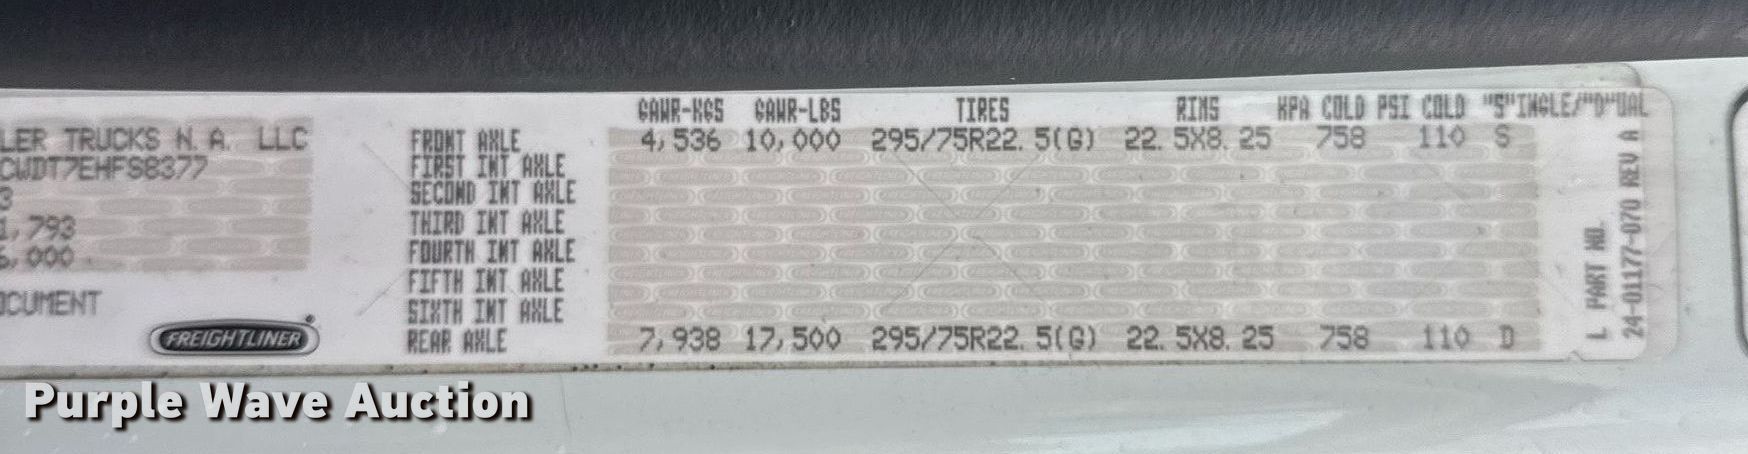 GAWR-KGS GAWR-LBS TIRES RIMS KPA COLD PSI COLD "S"INGLE/"D"UAL
LER TRUCKS N.A. LLC
CWDT7EHFS8377
3
1,793
6,000
OCUMENT
FREIGHTLINER
FRONT AXLE 4,536 10,000 295/75R22.5(G) 22.5X8.25 758 110 S
FIRST INT AXLE
SECOND INT AXLE
THIRD INT AXLE
FOURTH INT AXLE
FIFTH INT AXLE
SIXTH INT AXLE
REAR AXLE 7,938 17,500 295/75R22.5(G) 22.5X8.25 758 110 D
L PART NO.
24-01177-070 REV A
Purple Wave Auction